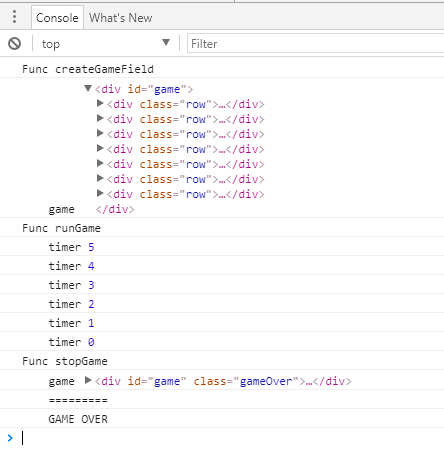 Console What's New
top Filter
Func createGameField
<div id="game">
<div class="row">…</div>
<div class="row">…</div>
<div class="row">…</div>
<div class="row">…</div>
<div class="row">…</div>
<div class="row">…</div>
<div class="row">…</div>
game </div>
Func runGame
timer 5
timer 4
timer 3
timer 2
timer 1
timer 0
Func stopGame
game <div id="game" class="gameOver">…</div>
=========
GAME OVER
>